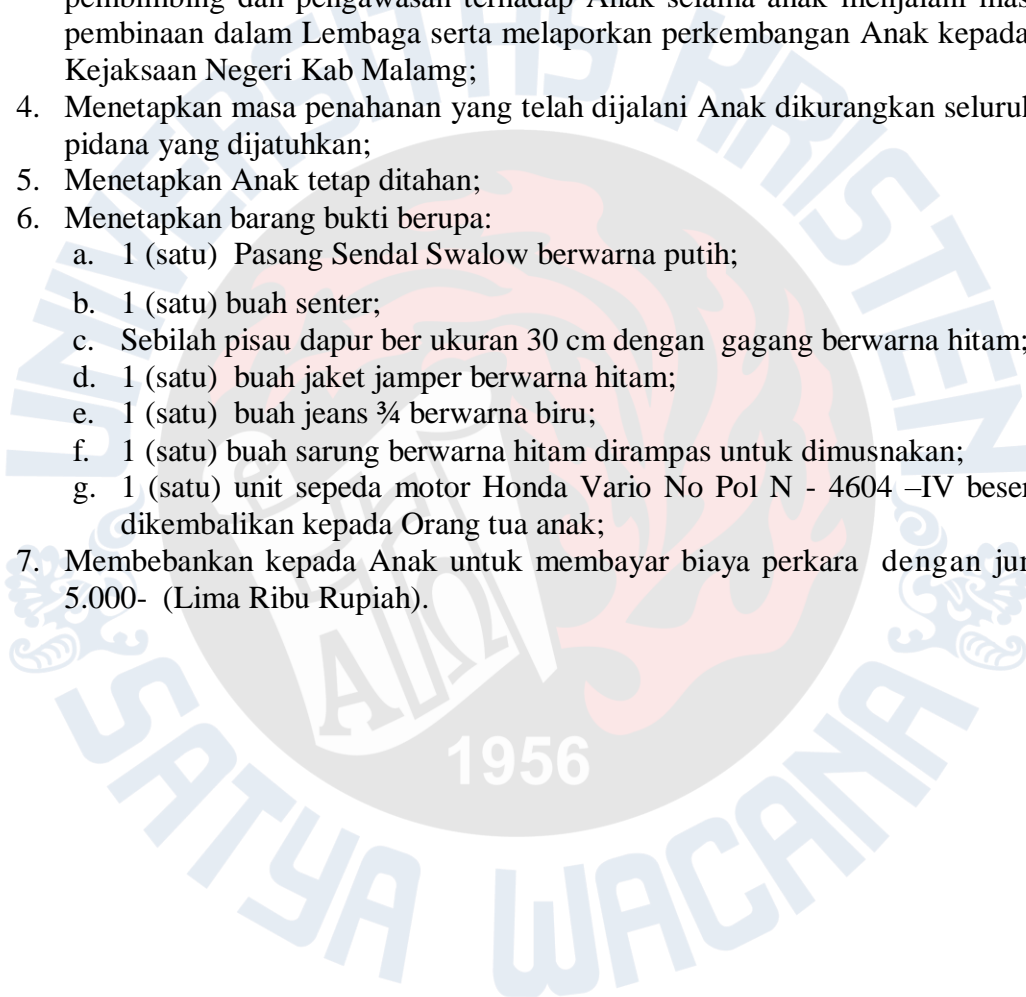 pembimbing dan pengawasan terhadap Anak selama anak menjalani mas
pembinaan dalam Lembaga serta melaporkan perkembangan Anak kepada
Kejaksaan Negeri Kab Malamg;
4. Menetapkan masa penahanan yang telah dijalani Anak dikurangkan seluruh
pidana yang dijatuhkan;
5. Menetapkan Anak tetap ditahan;
6. Menetapkan barang bukti berupa:
a. 1 (satu) Pasang Sendal Swalow berwarna putih;
b. 1 (satu) buah senter;
c. Sebilah pisau dapur ber ukuran 30 cm dengan gagang berwarna hitam;
d. 1 (satu) buah jaket jamper berwarna hitam;
e. 1 (satu) buah jeans ¾ berwarna biru;
f. 1 (satu) buah sarung berwarna hitam dirampas untuk dimusnakan;
g. 1 (satu) unit sepeda motor Honda Vario No Pol N - 4604 –IV beser
dikembalikan kepada Orang tua anak;
7. Membebankan kepada Anak untuk membayar biaya perkara dengan jum
5.000- (Lima Ribu Rupiah).
UNIVERSITAS KRISTEN
SATYA WACANA
1956